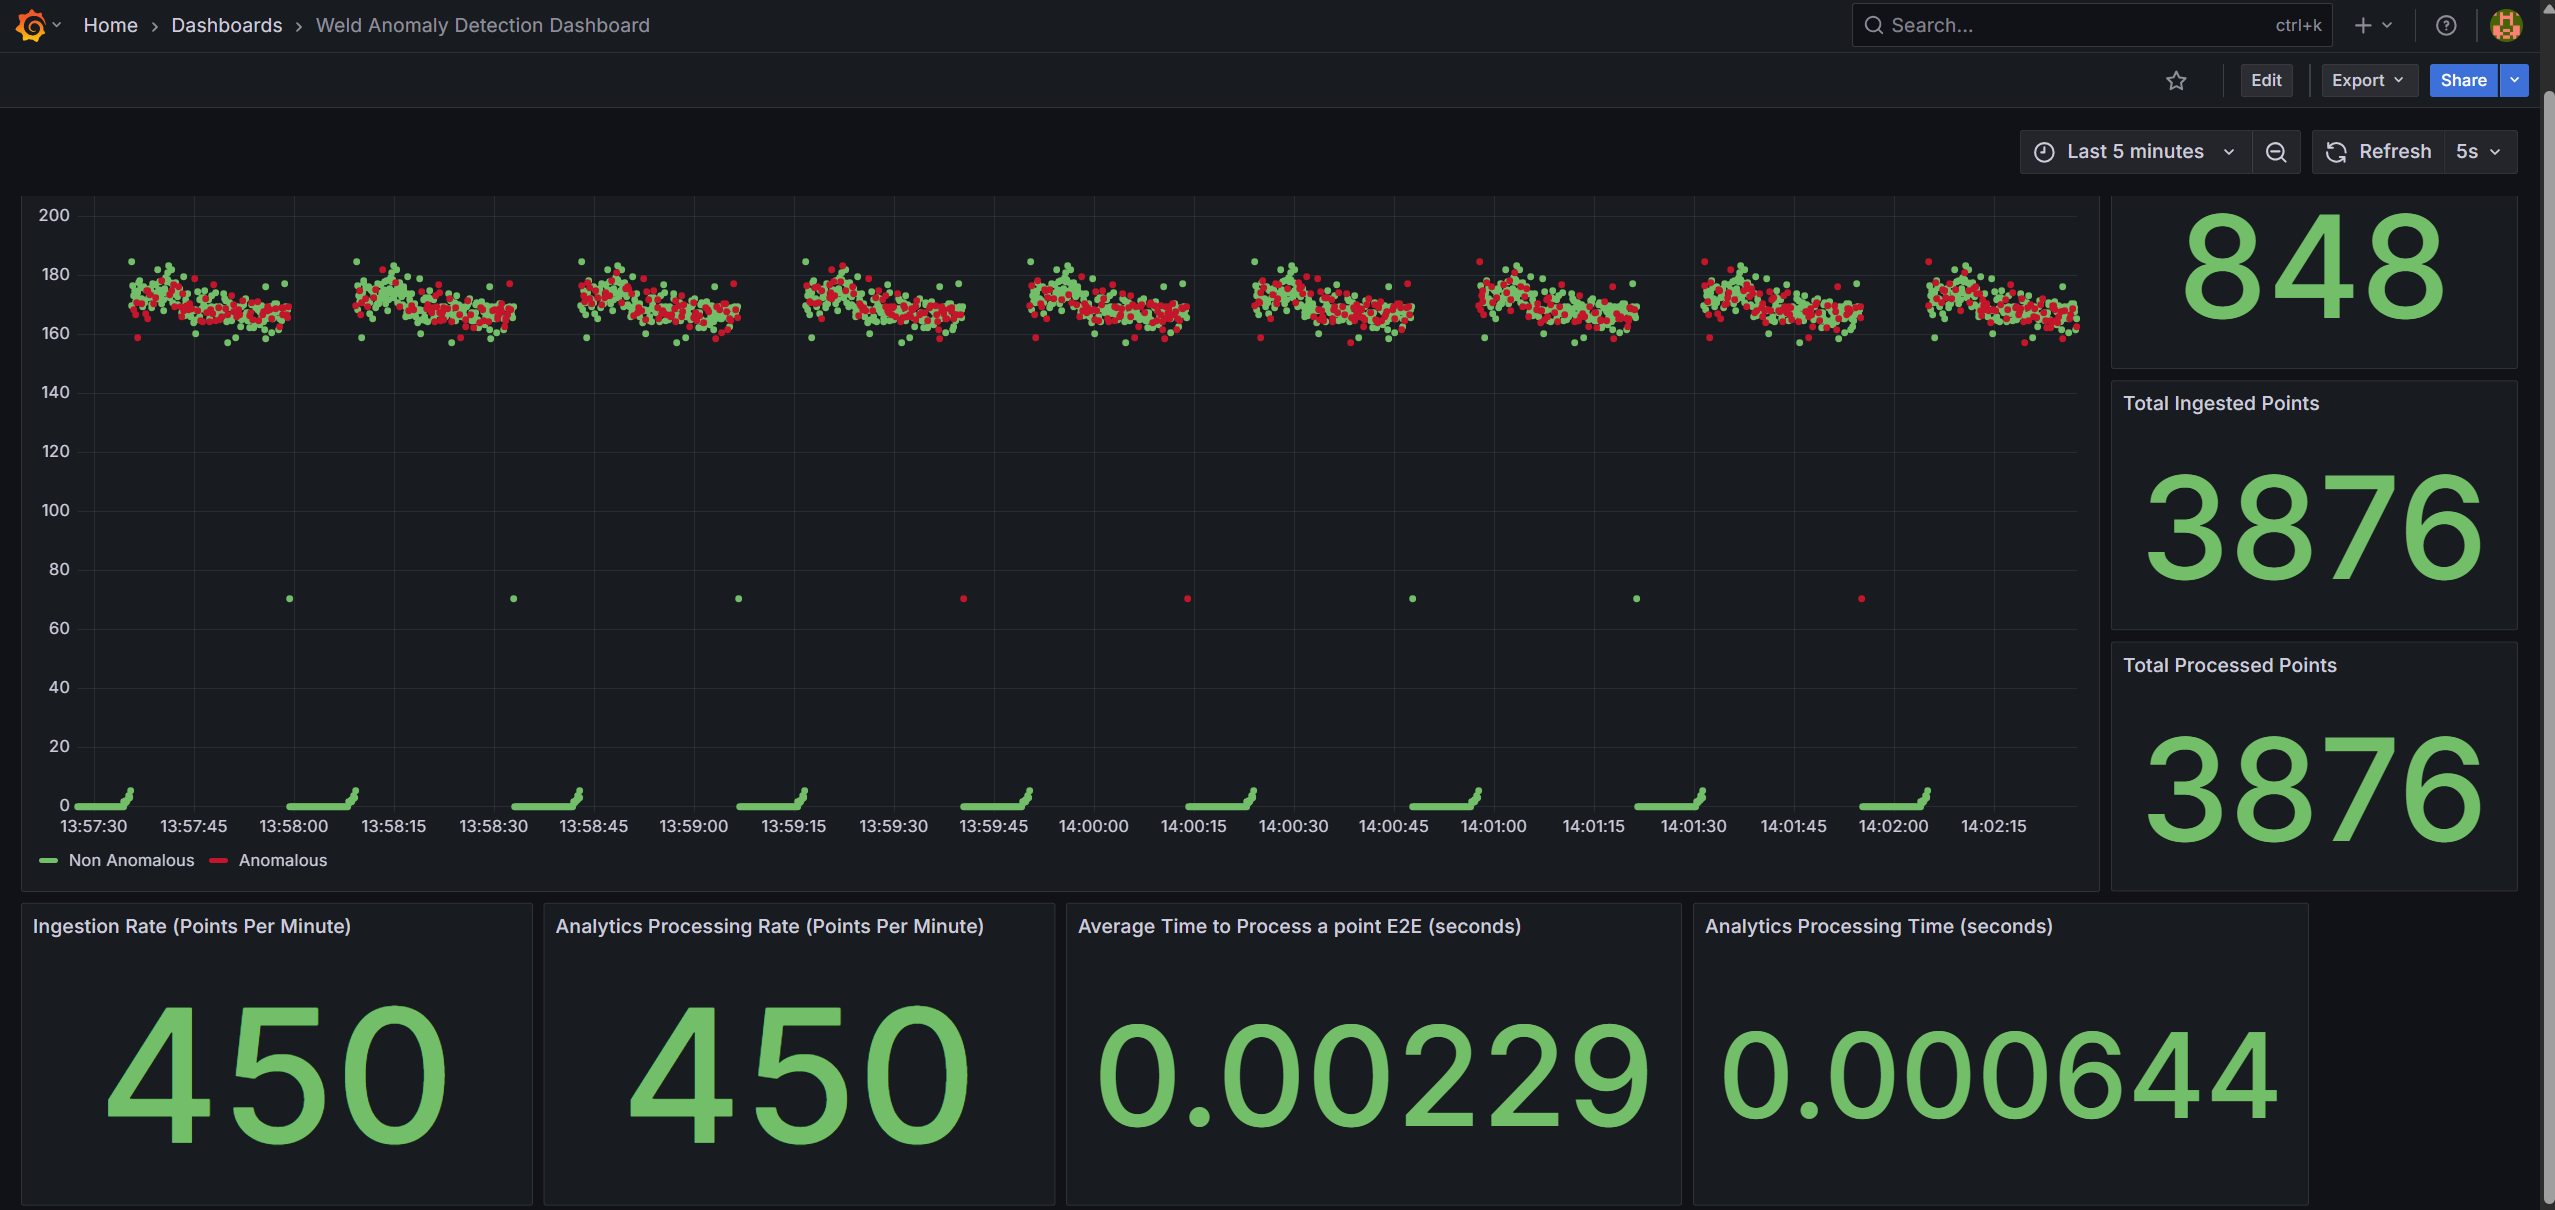 Home › Dashboards › Weld Anomaly Detection Dashboard
Search... ctrl+k
Edit Export Share
Last 5 minutes Refresh 5s
200
180
160
140
120
100
80
60
40
20
0
13:57:30 13:57:45 13:58:00 13:58:15 13:58:30 13:58:45 13:59:00 13:59:15 13:59:30 13:59:45 14:00:00 14:00:15 14:00:30 14:00:45 14:01:00 14:01:15 14:01:30 14:01:45 14:02:00 14:02:15
Non Anomalous Anomalous
848
Total Ingested Points
3876
Total Processed Points
3876
Ingestion Rate (Points Per Minute)
450
Analytics Processing Rate (Points Per Minute)
450
Average Time to Process a point E2E (seconds)
0.00229
Analytics Processing Time (seconds)
0.000644